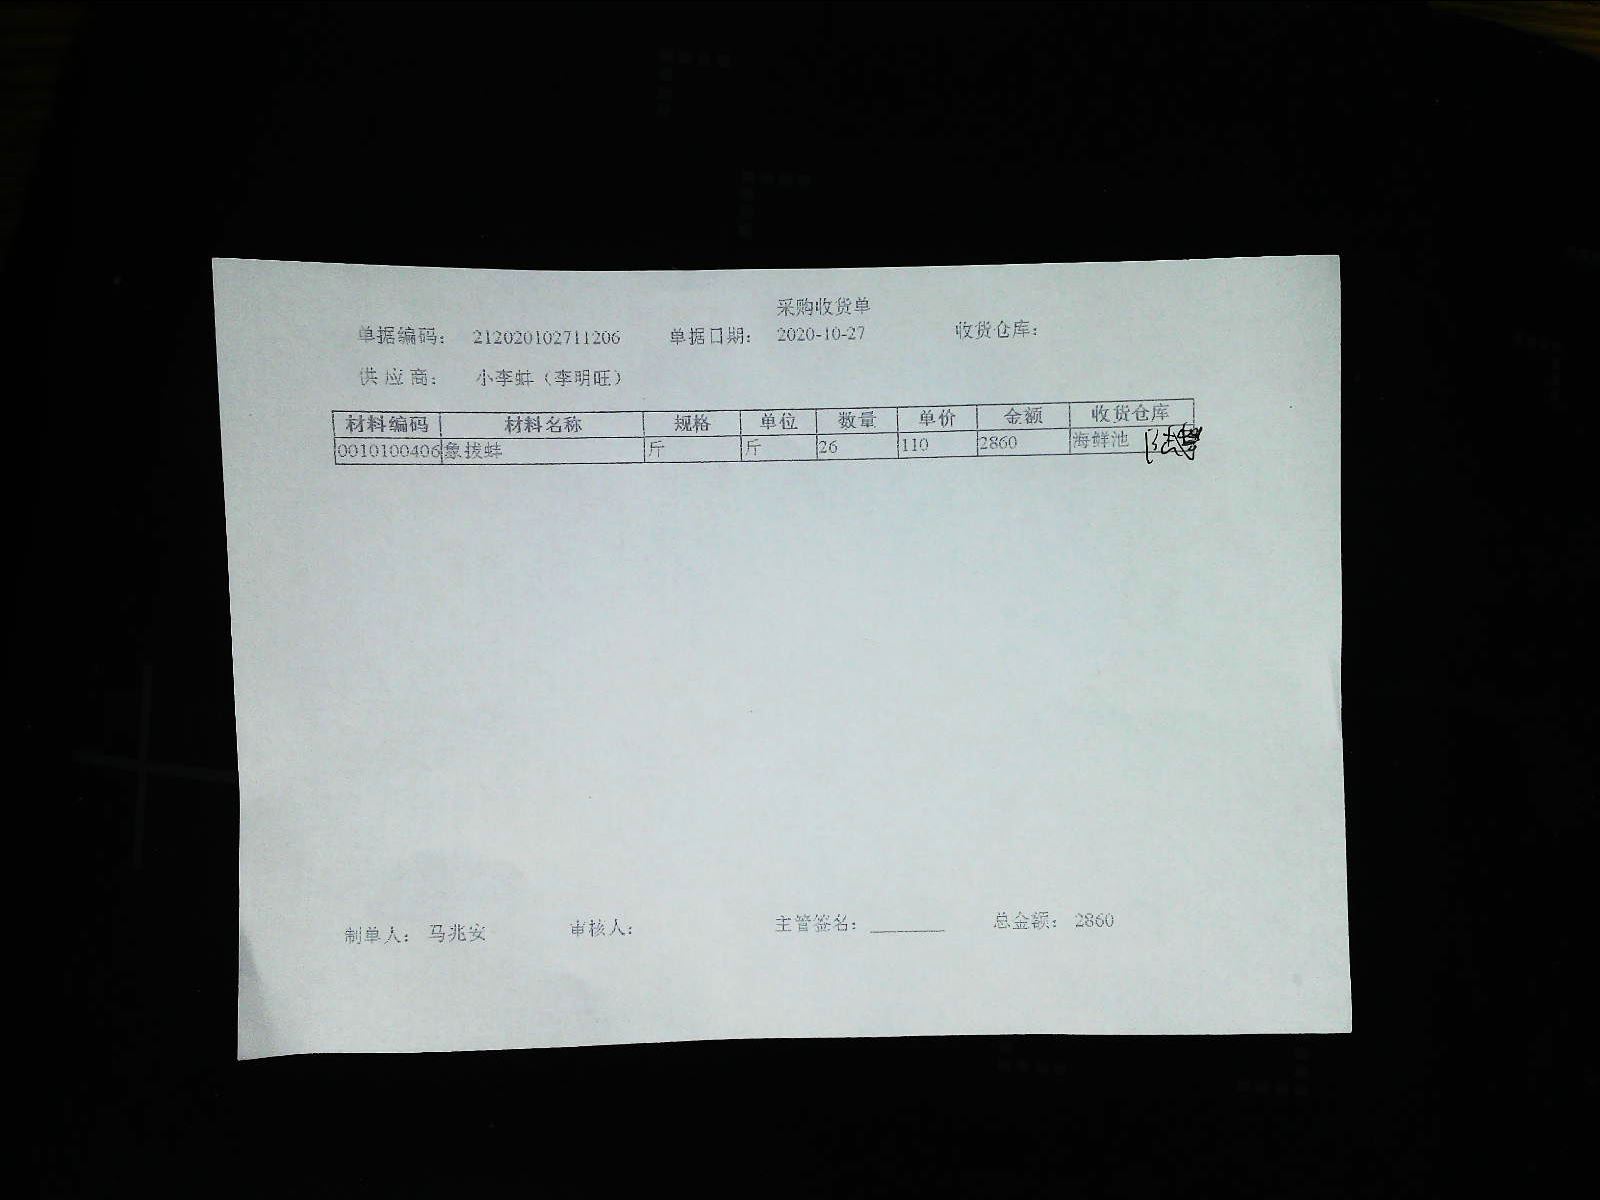 采购收货单
单据编码： 212020102711206 单据日期： 2020-10-27 收货仓库：
供 应 商： 小李蚌（李明旺）
材料编码 材料名称 规格 单位 数量 单价 金额 收货仓库
0010100406 象拔蚌 斤 斤 26 110 2860 海鲜池
制单人： 马兆安 审核人： 主管签名： 总金额： 2860